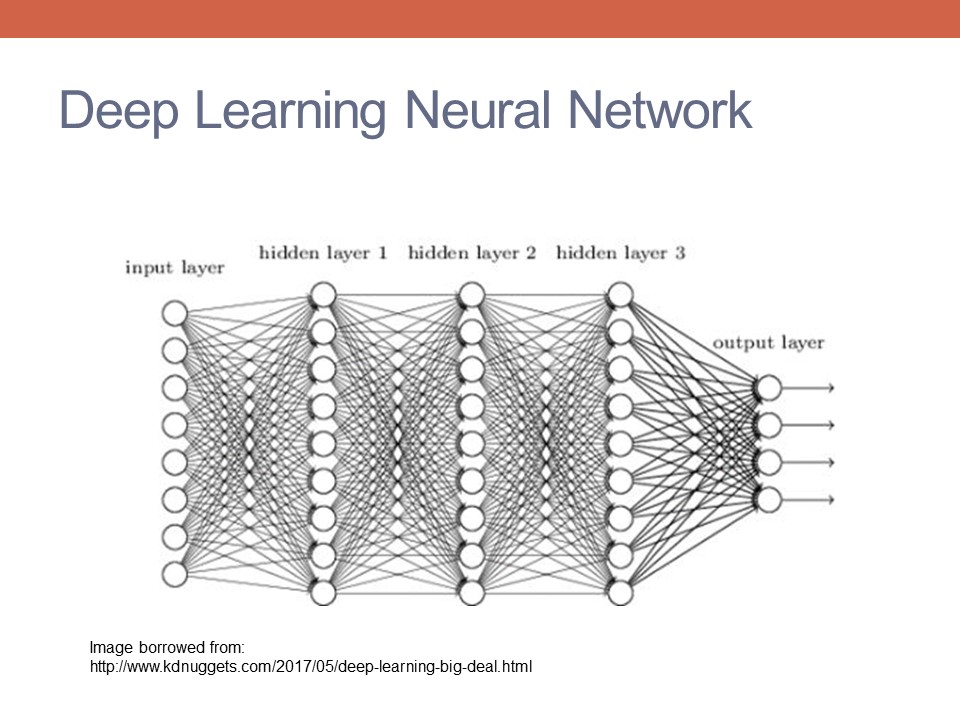 Deep Learning Neural Network
input layer
hidden layer 1
hidden layer 2
hidden layer 3
output layer
Image borrowed from:
http://www.kdnuggets.com/2017/05/deep-learning-big-deal.html